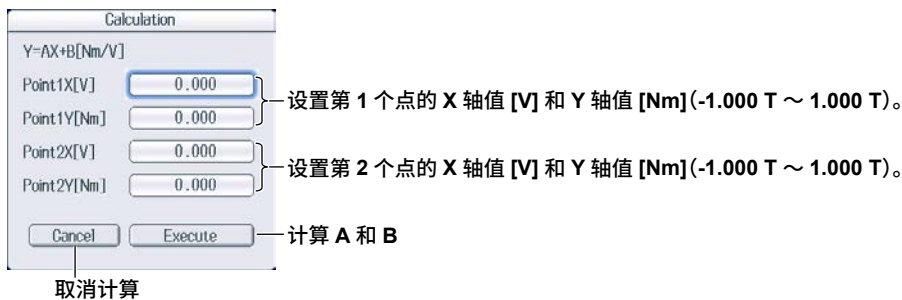 Calculation
Y=AX+B[Nm/V]
Point1X[V] 0.000
Point1Y[Nm] 0.000
设置第 1 个点的 X 轴值 [V] 和 Y 轴值 [Nm](-1.000 T ～ 1.000 T)。
Point2X[V] 0.000
Point2Y[Nm] 0.000
设置第 2 个点的 X 轴值 [V] 和 Y 轴值 [Nm](-1.000 T ～ 1.000 T)。
Cancel Execute 计算 A 和 B
取消计算